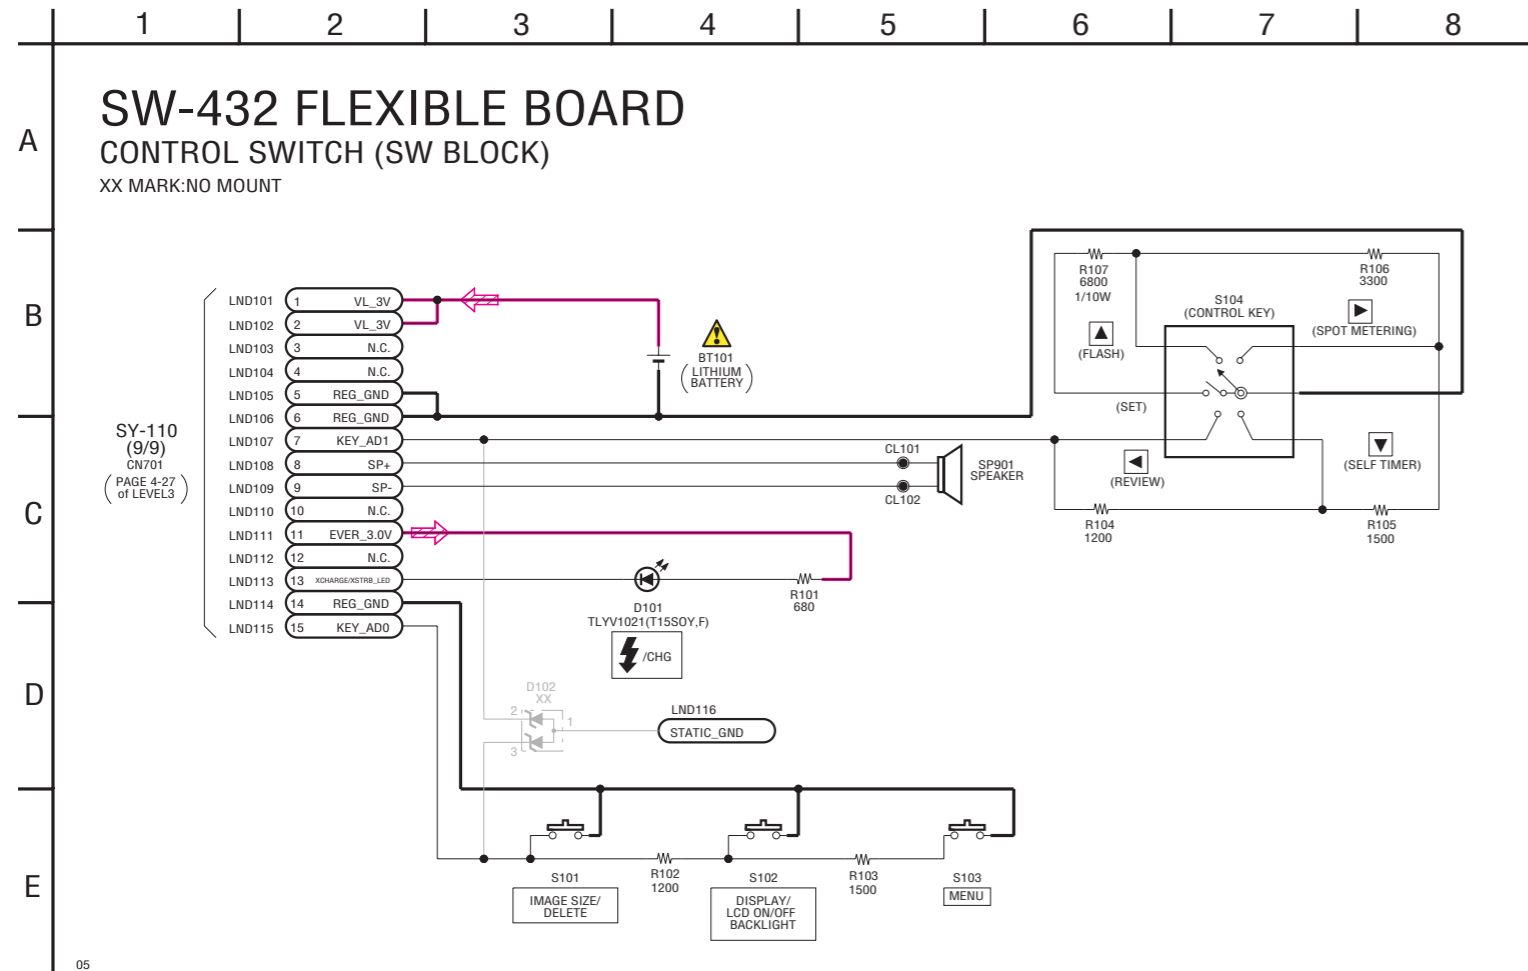 1 2 3 4 5 6 7 8
A
SW-432 FLEXIBLE BOARD
CONTROL SWITCH (SW BLOCK)
XX MARK:NO MOUNT
B
R107
6800
1/10W
(FLASH)
R106
3300
S104
(CONTROL KEY)
(SPOT METERING)
(SET)
(REVIEW)
(SELF TIMER)
R104
1200
R105
1500
LND101 1 VL_3V
LND102 2 VL_3V
LND103 3 N.C.
LND104 4 N.C.
LND105 5 REG_GND
LND106 6 REG_GND
LND107 7 KEY_AD1
LND108 8 SP+
LND109 9 SP-
LND110 10 N.C.
LND111 11 EVER_3.0V
LND112 12 N.C.
LND113 13 XCHARGE/XSTRB_LED
LND114 14 REG_GND
LND115 15 KEY_AD0
BT101
LITHIUM
BATTERY
C
SY-110
(9/9)
CN701
PAGE 4-27
of LEVEL3
CL101
CL102
SP901
SPEAKER
R101
680
D101
TLYV1021(T15SOY,F)
/CHG
D
D102
XX
2
1
3
LND116
STATIC_GND
E
S101
IMAGE SIZE/
DELETE
R102
1200
S102
DISPLAY/
LCD ON/OFF
BACKLIGHT
R103
1500
S103
MENU
05